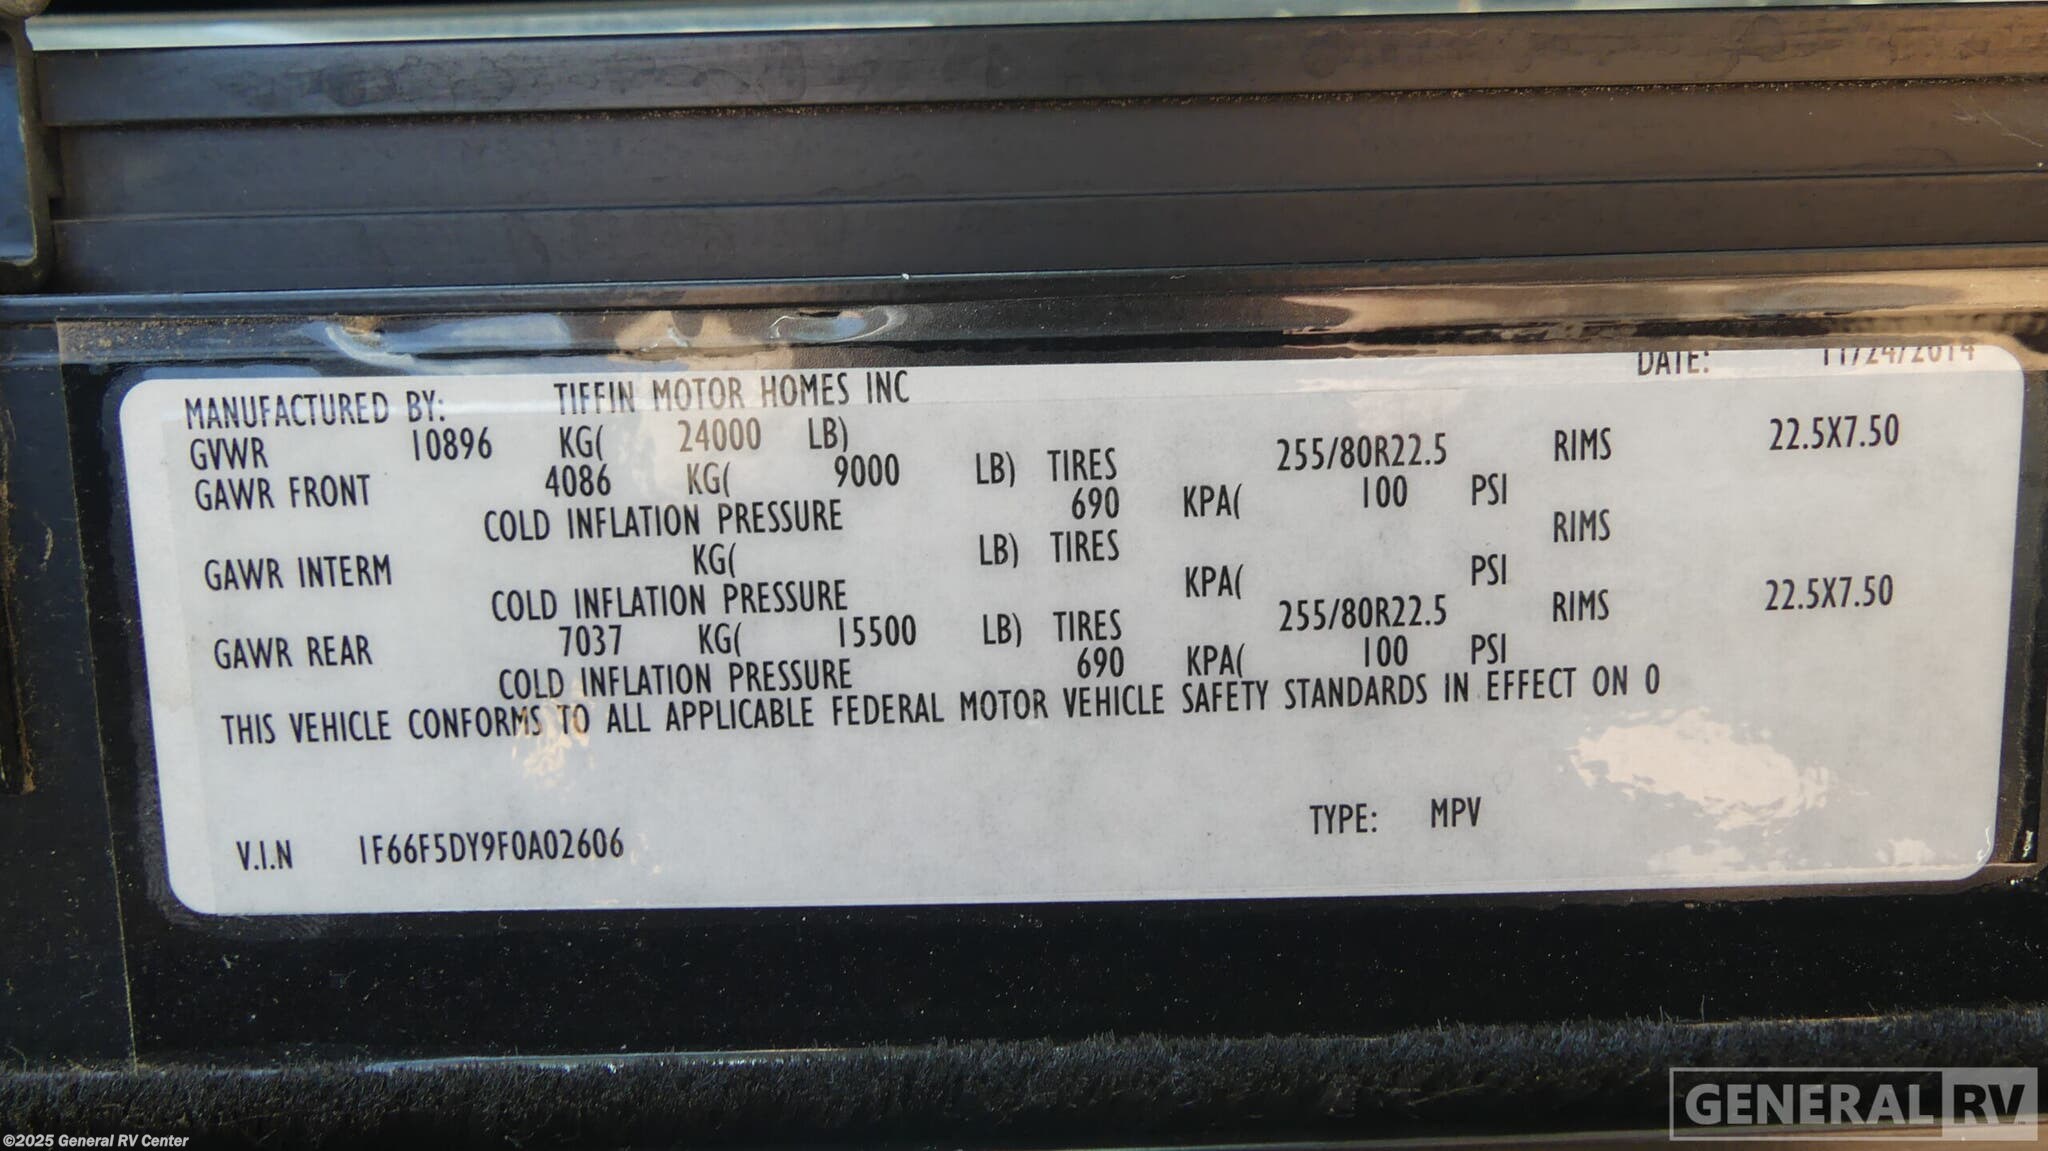 DATE: 11/24/2014
MANUFACTURED BY: TIFFIN MOTOR HOMES INC
GVWR 10896 KG( 24000 LB)
GAWR FRONT 4086 KG( 9000 LB) TIRES 255/80R22.5 RIMS 22.5X7.50
COLD INFLATION PRESSURE 690 KPA( 100 PSI
GAWR INTERM KG( LB) TIRES RIMS
COLD INFLATION PRESSURE KPA( PSI
GAWR REAR 7037 KG( 15500 LB) TIRES 255/80R22.5 RIMS 22.5X7.50
COLD INFLATION PRESSURE 690 KPA( 100 PSI
THIS VEHICLE CONFORMS TO ALL APPLICABLE FEDERAL MOTOR VEHICLE SAFETY STANDARDS IN EFFECT ON 0
TYPE: MPV
V.I.N 1F66F5DY9F0A02606
GENERAL RV
©2025 General RV Center